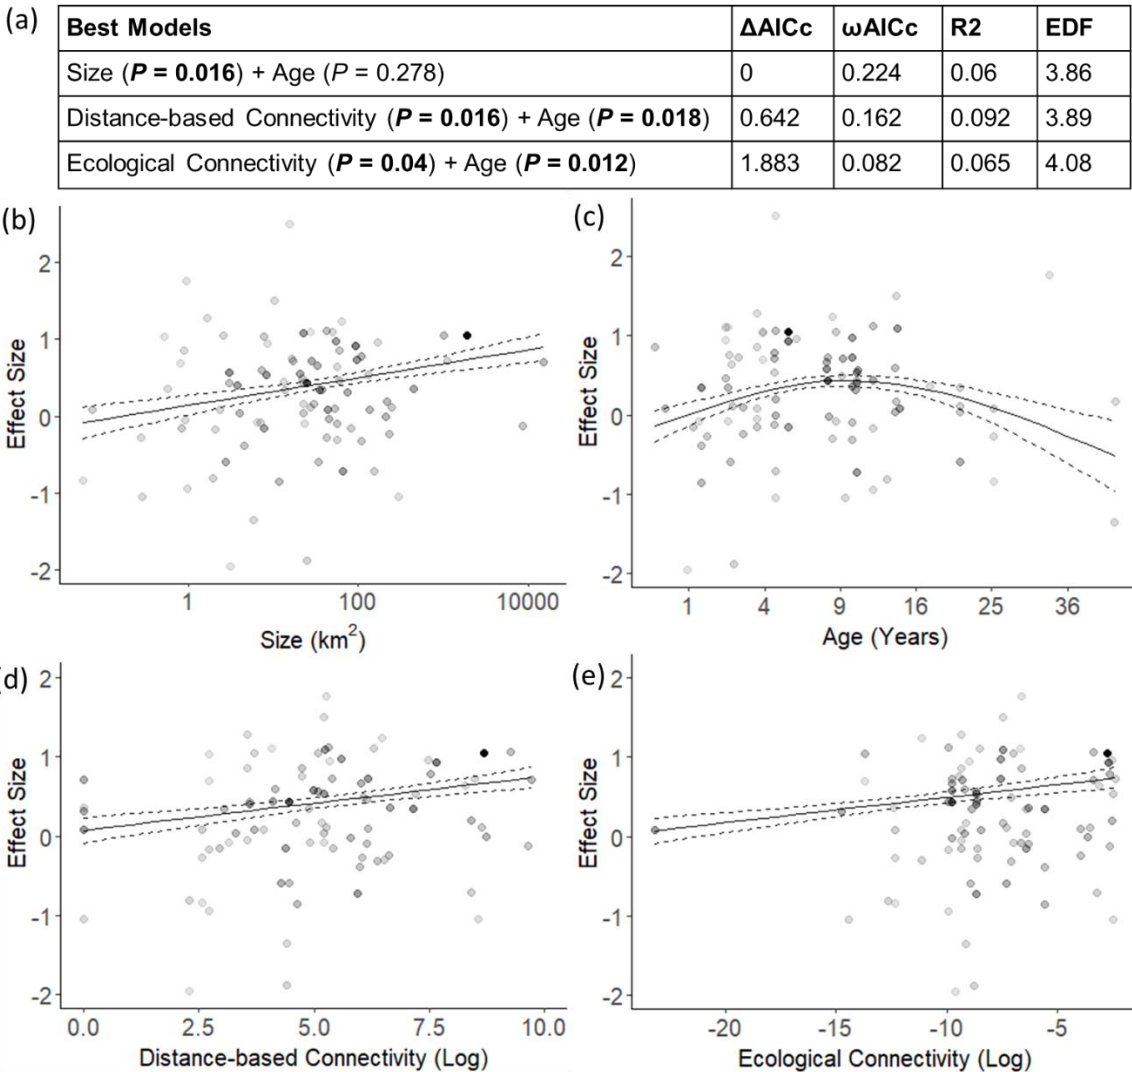 (a)
Best Models ΔAICc ωAICc R2 EDF
Size (P = 0.016) + Age (P = 0.278) 0 0.224 0.06 3.86
Distance-based Connectivity (P = 0.016) + Age (P = 0.018) 0.642 0.162 0.092 3.89
Ecological Connectivity (P = 0.04) + Age (P = 0.012) 1.883 0.082 0.065 4.08
(b)
2
1
0
-1
-2
Effect Size
1 100 10000
Size (km²)
(c)
2
1
0
-1
-2
Effect Size
1 4 9 16 25 36
Age (Years)
(d)
2
1
0
-1
-2
Effect Size
0.0 2.5 5.0 7.5 10.0
Distance-based Connectivity (Log)
(e)
2
1
0
-1
-2
Effect Size
-20 -15 -10 -5
Ecological Connectivity (Log)